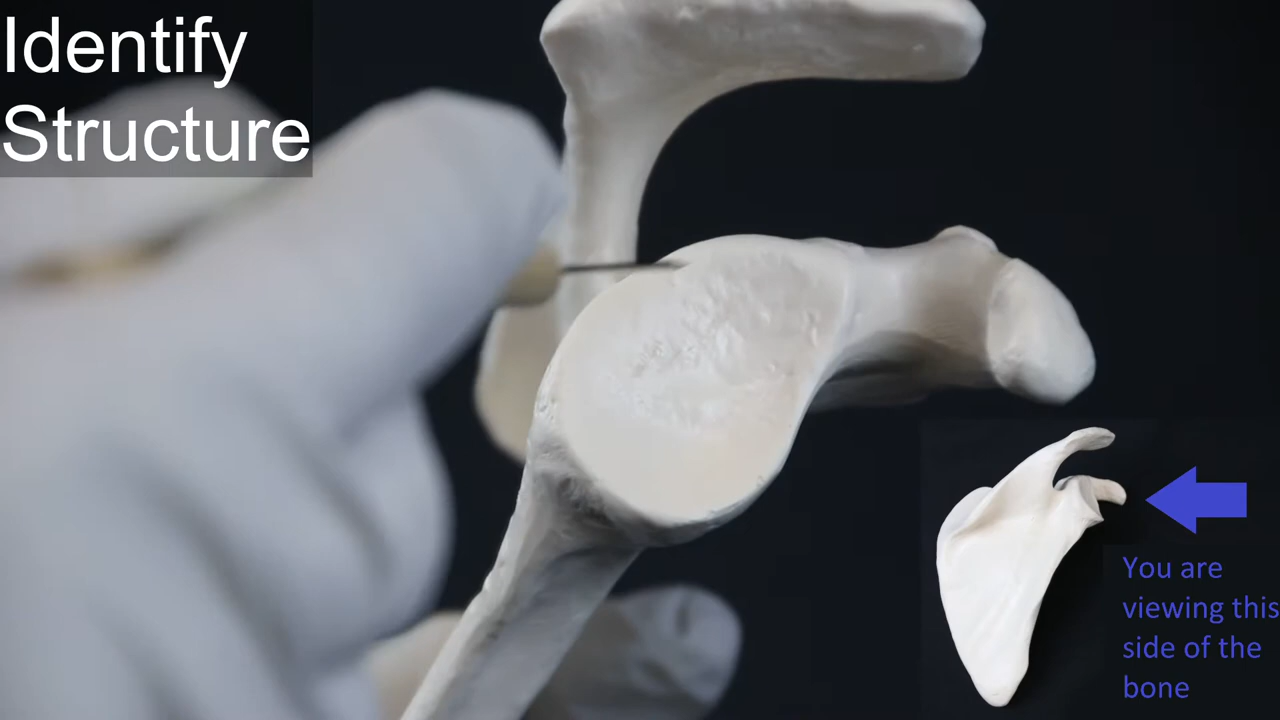 Identify
Structure
You are
viewing this
side of the
bone